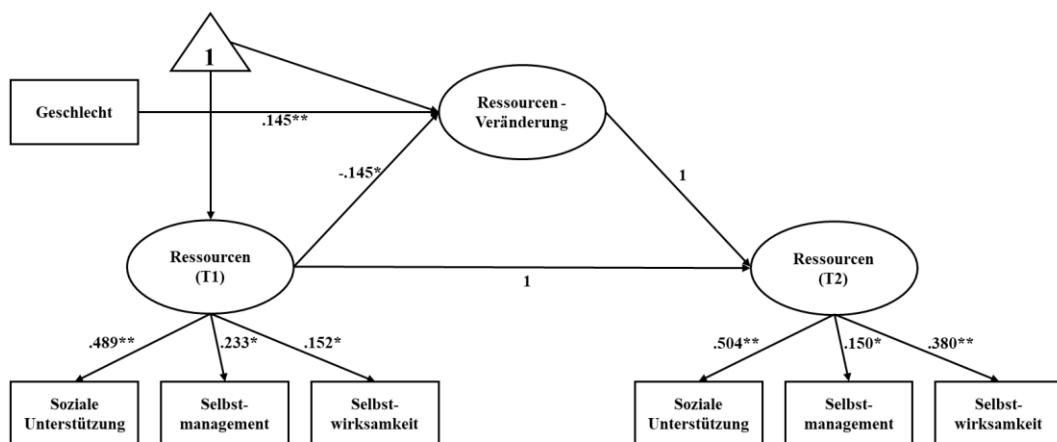 1
Geschlecht
.145**
Ressourcen -
Veränderung
-.145*
1
Ressourcen
(T1)
1
Ressourcen
(T2)
.489**
.233*
.152*
.504**
.150*
.380**
Soziale
Unterstützung
Selbst-
management
Selbst-
wirksamkeit
Soziale
Unterstützung
Selbst-
management
Selbst-
wirksamkeit